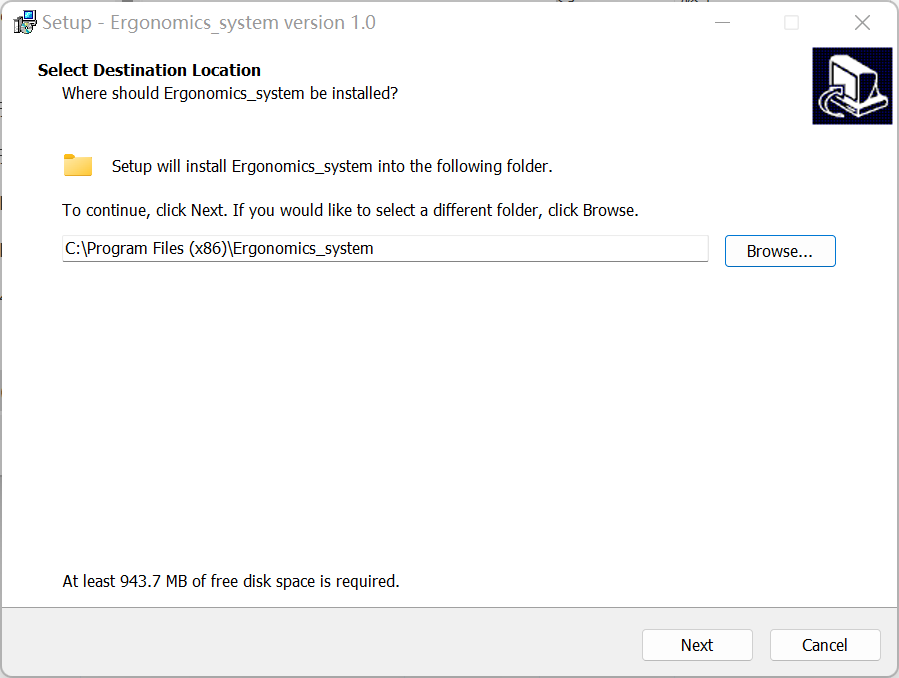 Setup - Ergonomics_system version 1.0
Select Destination Location
Where should Ergonomics_system be installed?
Setup will install Ergonomics_system into the following folder.
To continue, click Next. If you would like to select a different folder, click Browse.
C:\Program Files (x86)\Ergonomics_system
Browse...
At least 943.7 MB of free disk space is required.
Next
Cancel